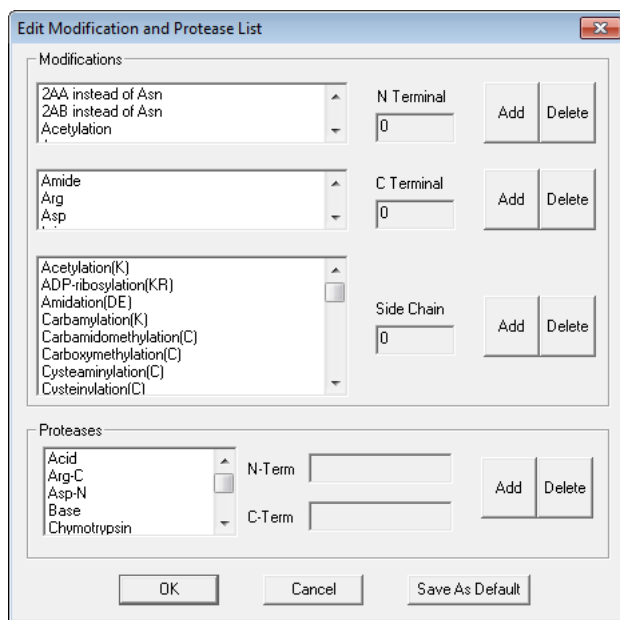 Edit Modification and Protease List
Modifications
2AA instead of Asn
2AB instead of Asn
Acetylation
N Terminal
0
Add
Delete
Amide
Arg
Asp
C Terminal
0
Add
Delete
Acetylation(K)
ADP-ribosylation(KR)
Amidation(DE)
Carbamylation(K)
Carbamidomethylation(C)
Carboxymethylation(C)
Cysteaminylation(C)
Cysteinylation(C)
Side Chain
0
Add
Delete
Proteases
Acid
Arg-C
Asp-N
Base
Chymotrypsin
N-Term
C-Term
Add
Delete
OK
Cancel
Save As Default